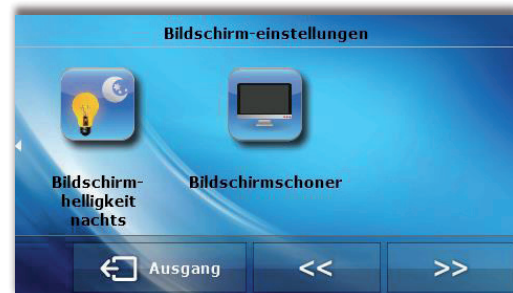 Bildschirm-einstellungen
Bildschirm-
helligkeit
nachts
Bildschirmschoner
Ausgang
<<
>>